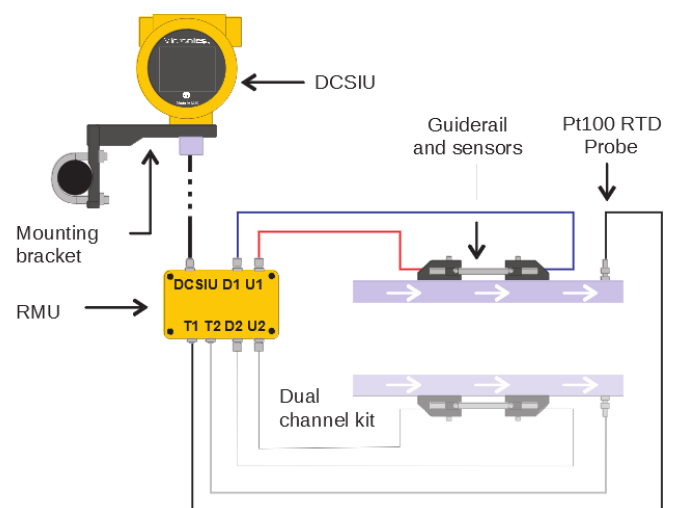 DCSIU
Guiderail
and sensors
Pt100 RTD
Probe
Mounting
bracket
RMU
DCSIU D1 U1
T1 T2 D2 U2
Dual
channel kit